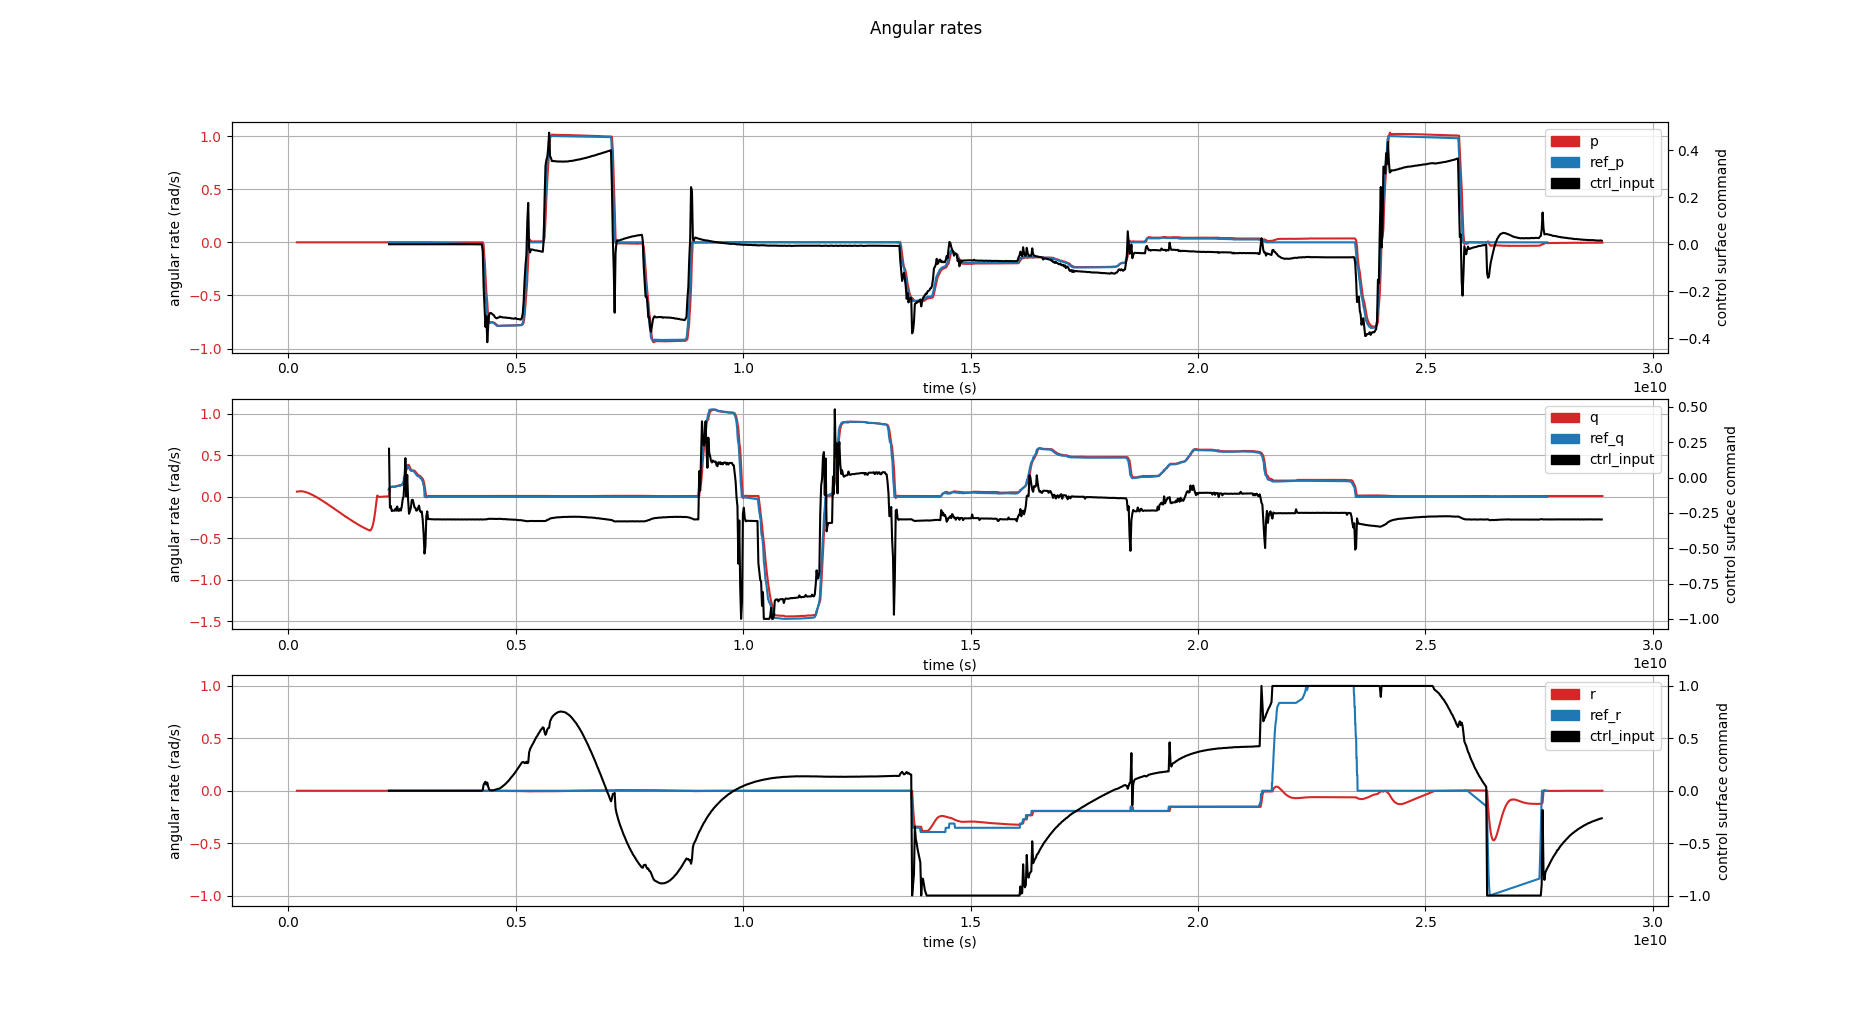 Angular rates
1.0
0.5
0.0
−0.5
−1.0
angular rate (rad/s)
0.4
0.2
0.0
−0.2
−0.4
control surface command
p
ref_p
ctrl_input
0.0 0.5 1.0 1.5 2.0 2.5 3.0
time (s)
1e10
1.0
0.5
0.0
−0.5
−1.0
−1.5
angular rate (rad/s)
0.50
0.25
0.00
−0.25
−0.50
−0.75
−1.00
control surface command
q
ref_q
ctrl_input
0.0 0.5 1.0 1.5 2.0 2.5 3.0
time (s)
1e10
1.0
0.5
0.0
−0.5
−1.0
angular rate (rad/s)
1.0
0.5
0.0
−0.5
−1.0
control surface command
r
ref_r
ctrl_input
0.0 0.5 1.0 1.5 2.0 2.5 3.0
time (s)
1e10